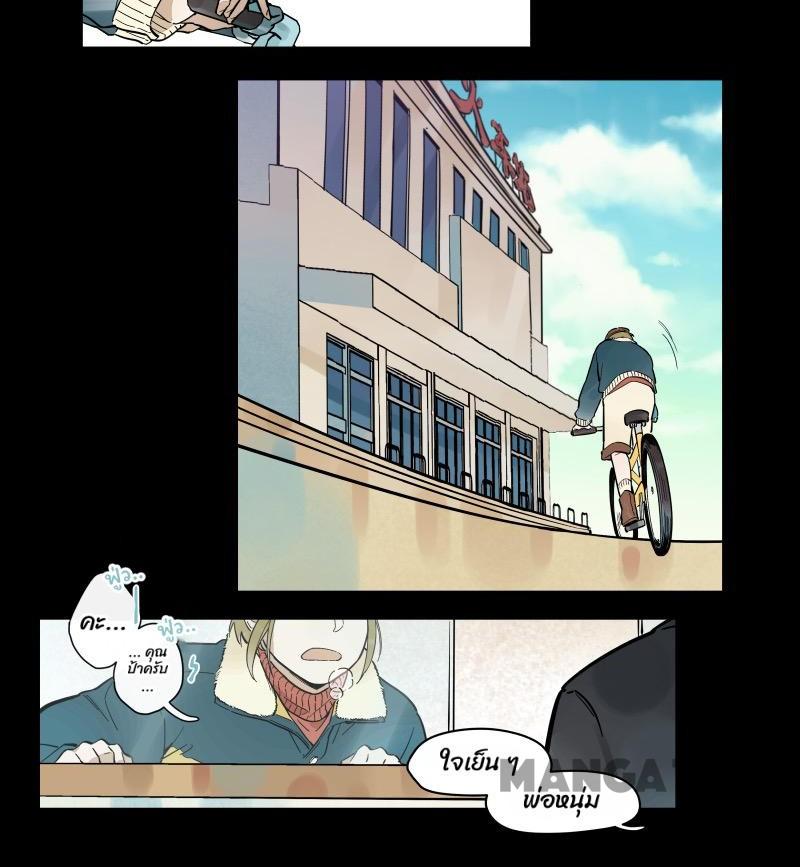 ฟู่ว..
คะ...
ฟู่ว..
... คุณ
ป้าครับ
...
ใจเย็น ๆ
พ่อหนุ่ม
MANGA